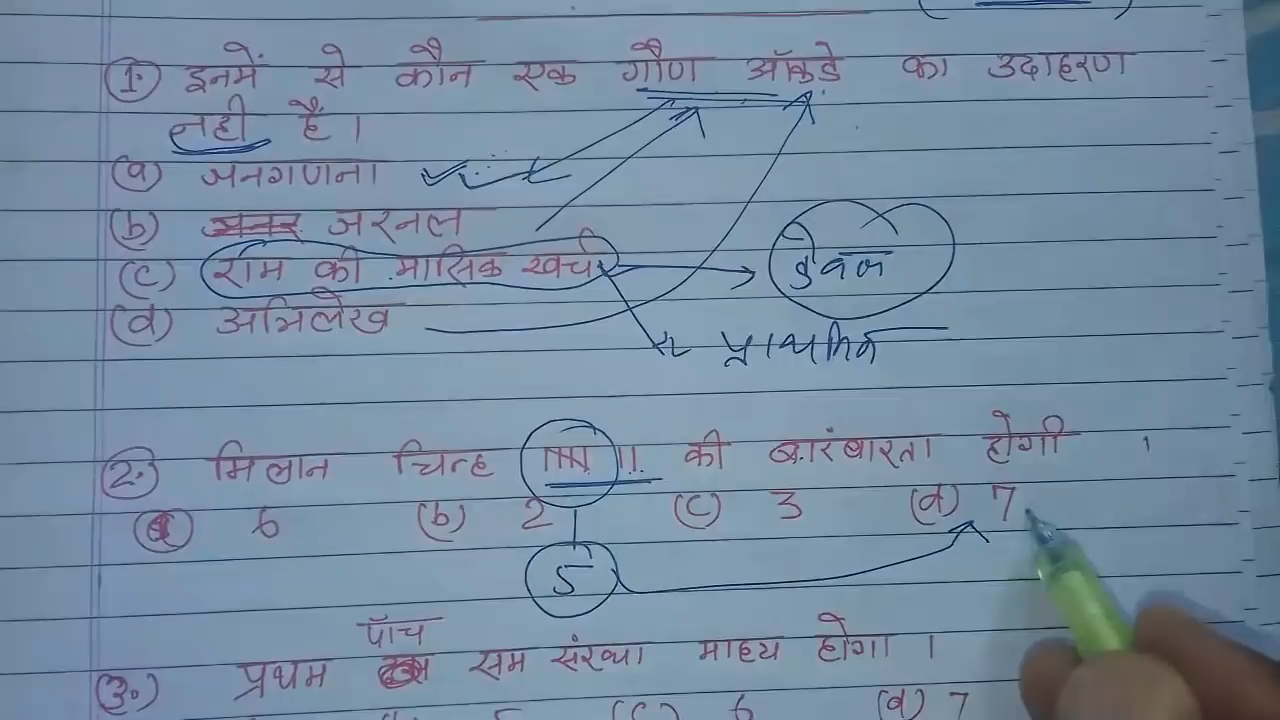 1. इनमें से कौन एक गौण आँकड़े का उदाहरण
नही है।
(a) जनगणना
(b) जरनल
(c) राम की मासिक खर्च
(d) अभिलेख
प्राथमिक
2. मिलान चिन्ह की बारंबारता होगी
(a) 6 (b) 2 (c) 3 (d) 7
5
पाँच
3. प्रथम सम संख्या माध्य होगा।
5 (c) 6 (d) 7